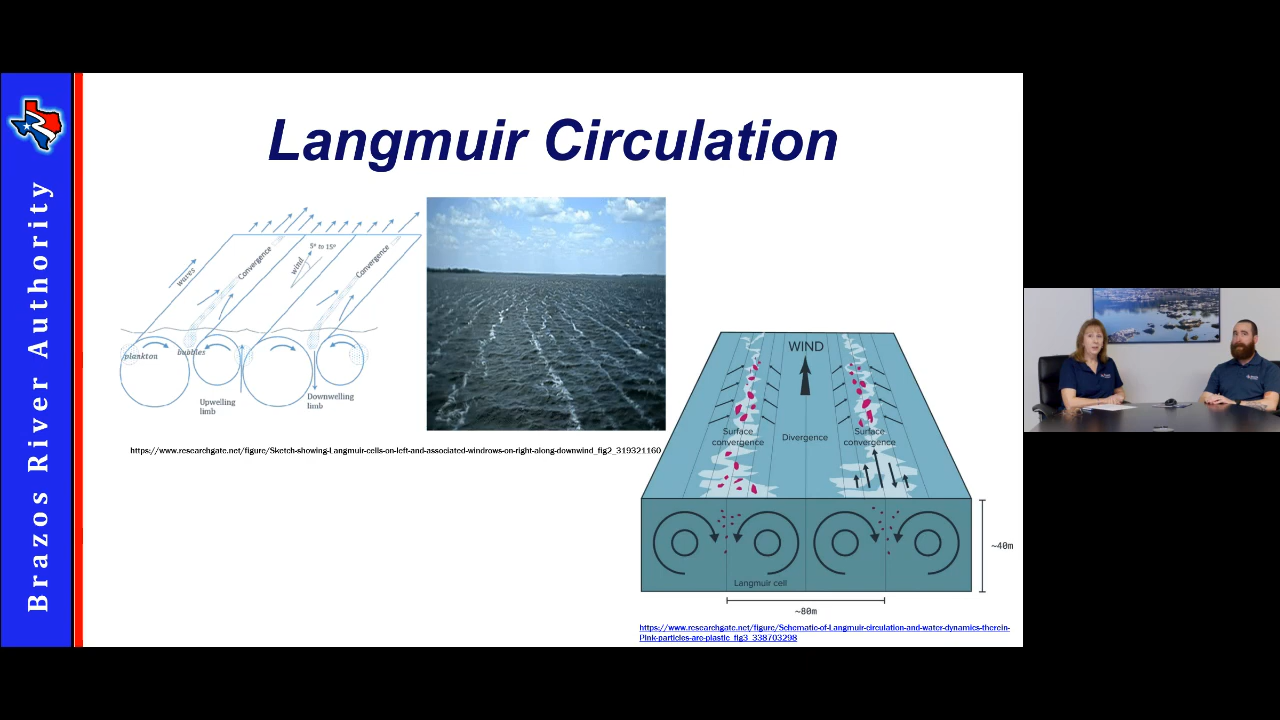 Brazos River Authority
Langmuir Circulation
waves
Convergence
wind
5° to 15°
Convergence
plankton
bubbles
Upwelling
limb
Downwelling
limb
https://www.researchgate.net/figure/Sketch-showing-Langmuir-cells-on-left-and-associated-windrows-on-right-along-downwind_fig2_319321160
WIND
Surface
convergence
Divergence
Surface
convergence
Langmuir cell
~40m
~80m
https://www.researchgate.net/figure/Schematic-of-Langmuir-circulation-and-water-dynamics-therein-
Pink-particles-are-plastic_fig3_338703298